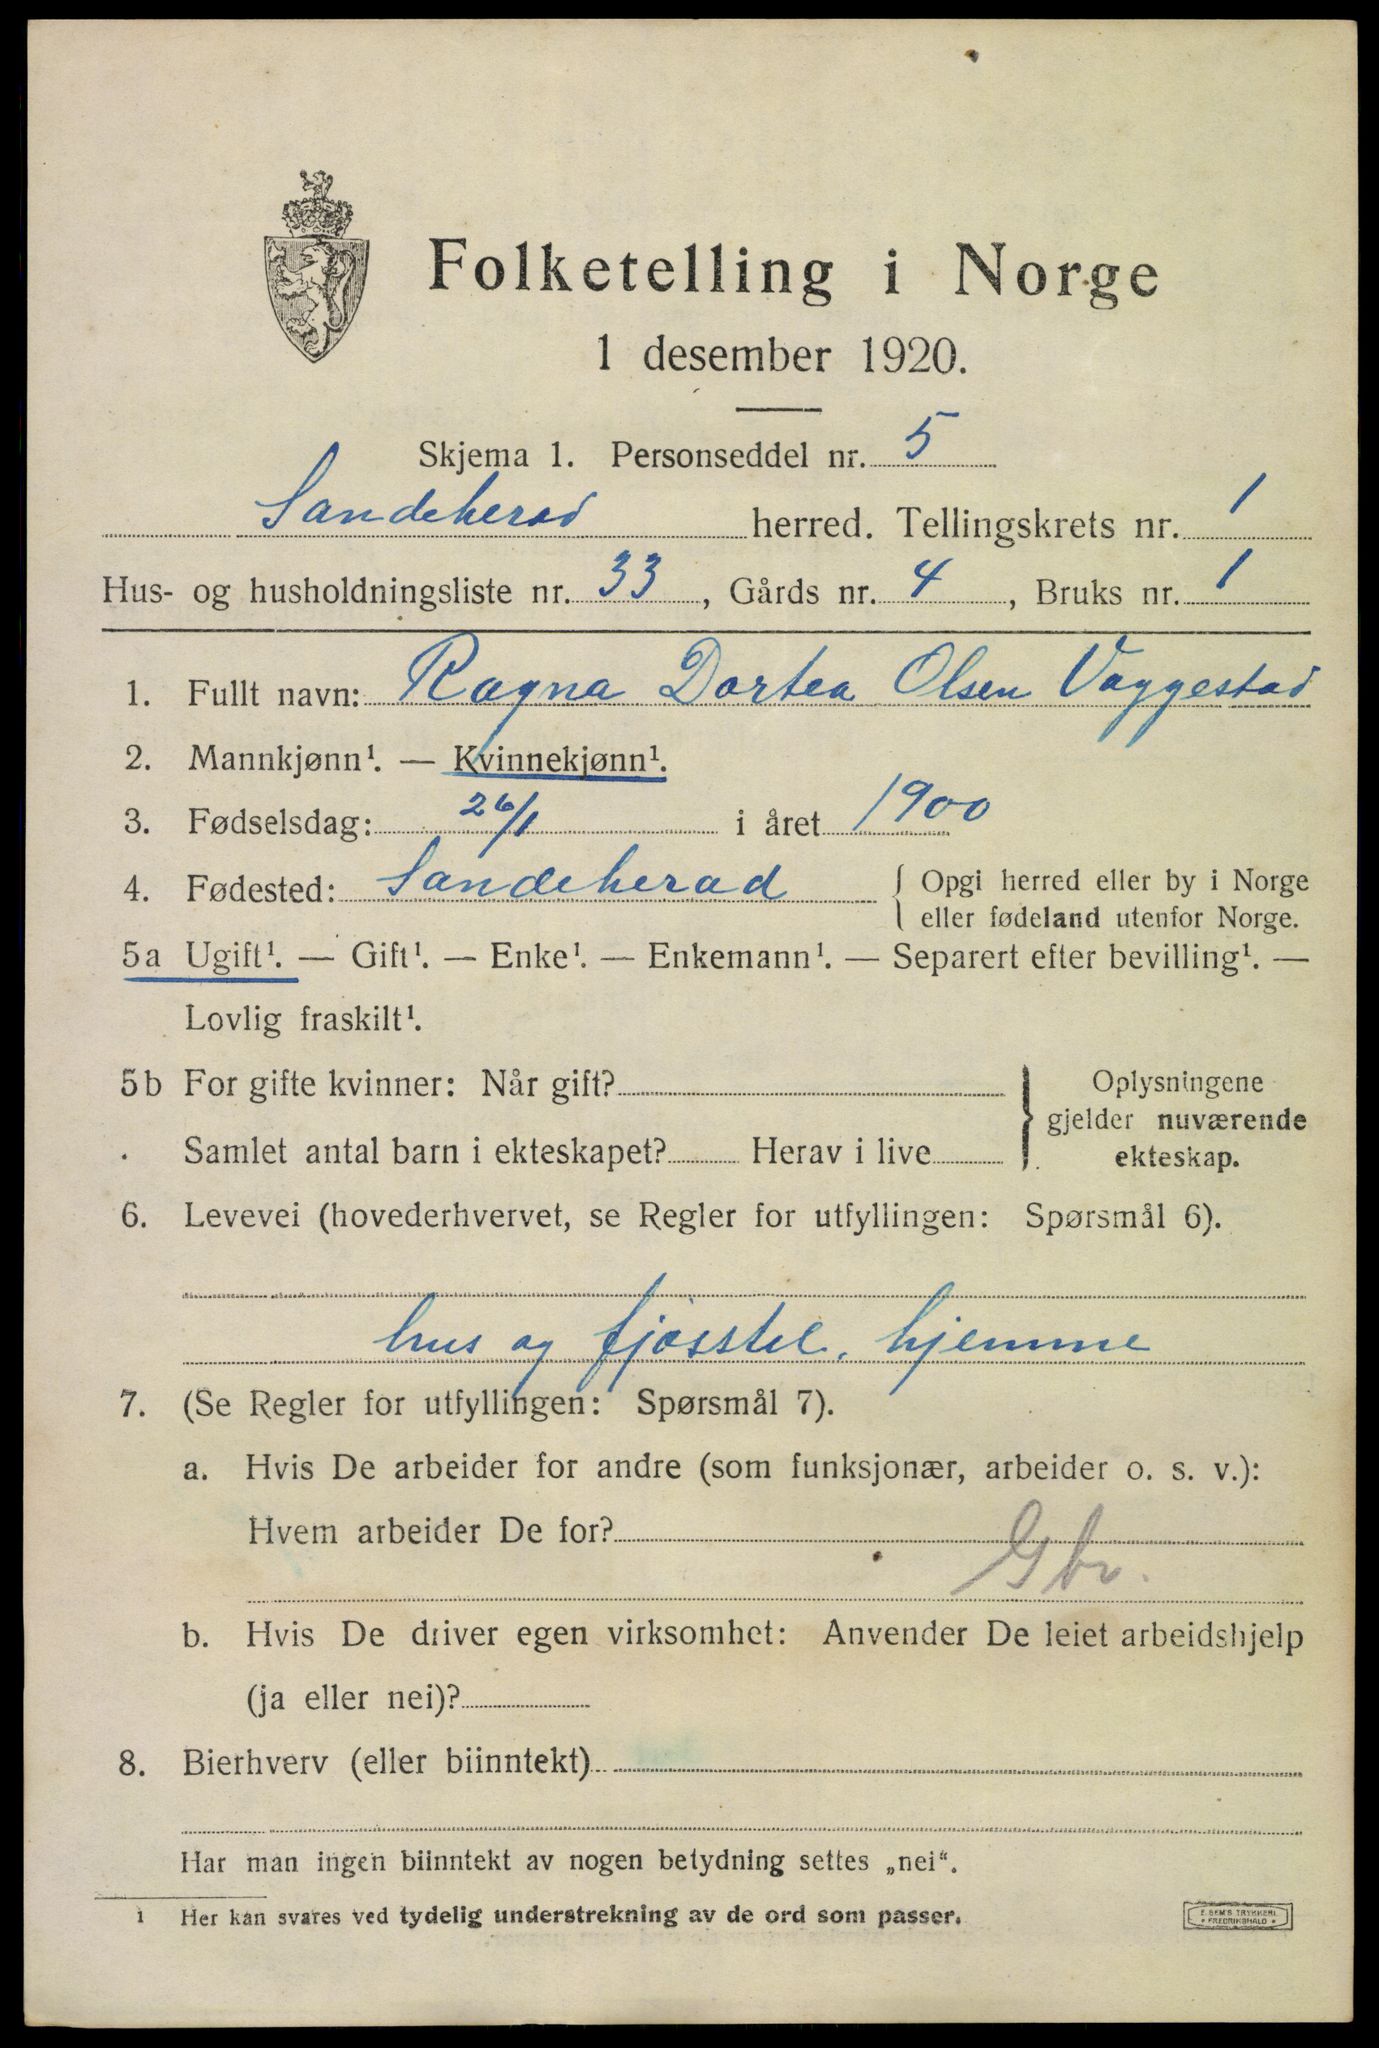 Folketelling i Norge
1 desember 1920.
Skjema 1. Personseddel nr. 5
Sandeherad herred. Tellingskrets nr. 1
Hus- og husholdningsliste nr. 33, Gårds nr. 4, Bruks nr. 1
1. Fullt navn: Ragna Dortea Olsen Vaggestad
2. Mannkjønn¹. — Kvinnekjønn¹.
3. Fødselsdag: 26/1 i året 1900
4. Fødested: Sandeherad { Opgi herred eller by i Norge
eller fødeland utenfor Norge.
5a Ugift¹. — Gift¹. — Enke¹. — Enkemann¹. — Separert efter bevilling¹. —
Lovlig fraskilt¹.
5b For gifte kvinner: Når gift?
Samlet antal barn i ekteskapet? Herav i live
} Oplysningene
gjelder nuværende
ekteskap.
6. Levevei (hovederhvervet, se Regler for utfyllingen: Spørsmål 6).
hus og fjøsstel, hjemme
7. (Se Regler for utfyllingen: Spørsmål 7).
a. Hvis De arbeider for andre (som funksjonær, arbeider o. s. v.):
Hvem arbeider De for?
Gbr.
b. Hvis De driver egen virksomhet: Anvender De leiet arbeidshjelp
(ja eller nei)?
8. Bierhverv (eller biinntekt)
Har man ingen biinntekt av nogen betydning settes „nei“.
1 Her kan svares ved tydelig understrekning av de ord som passer.
E. SEM'S TRYKKERI
• FREDRIKSHALD •